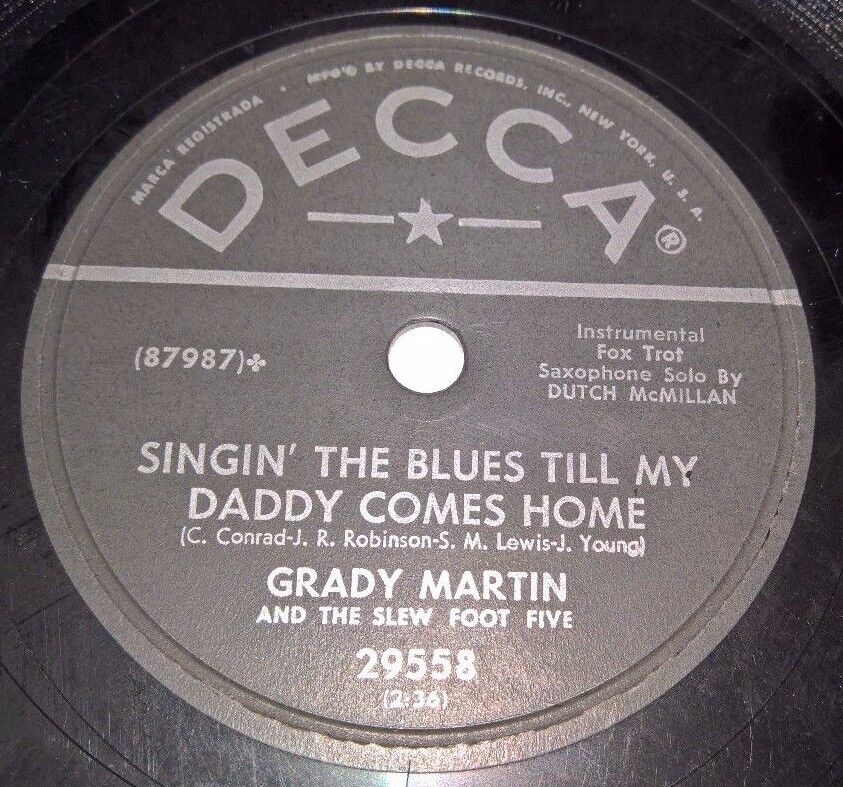 MARCA REGISTRADA • MFG'D BY DECCA RECORDS, INC., NEW YORK, U. S. A.
DECCA®
(87987)✤
Instrumental
Fox Trot
Saxophone Solo By
DUTCH McMILLAN
SINGIN' THE BLUES TILL MY
DADDY COMES HOME
(C. Conrad-J. R. Robinson-S. M. Lewis-J. Young)
GRADY MARTIN
AND THE SLEW FOOT FIVE
29558
(2:36)